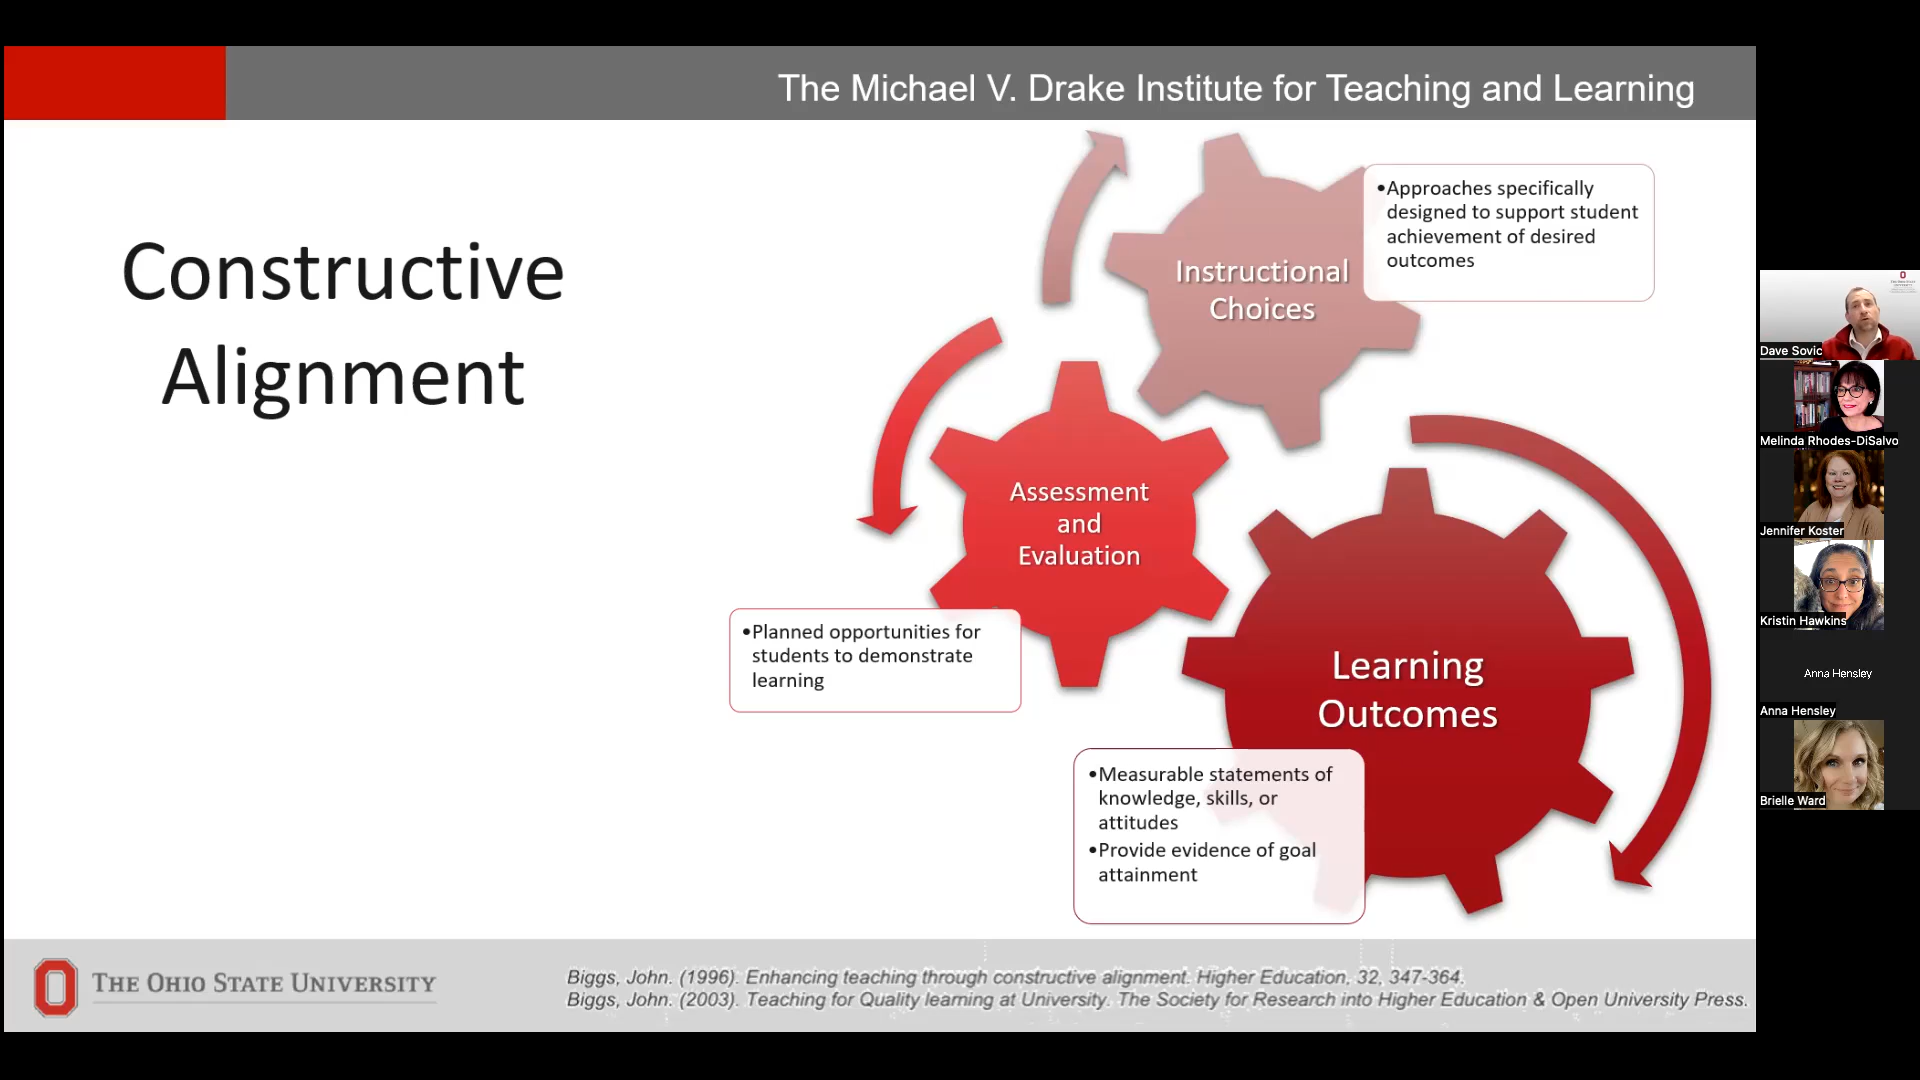 The Michael V. Drake Institute for Teaching and Learning
Constructive
Alignment
Instructional
Choices
•Approaches specifically
designed to support student
achievement of desired
outcomes
Assessment
and
Evaluation
•Planned opportunities for
students to demonstrate
learning
Learning
Outcomes
•Measurable statements of
knowledge, skills, or
attitudes
•Provide evidence of goal
attainment
THE OHIO STATE UNIVERSITY
Biggs, John. (1996). Enhancing teaching through constructive alignment. Higher Education, 32, 347-364.
Biggs, John. (2003). Teaching for Quality learning at University. The Society for Research into Higher Education & Open University Press.
Dave Sovic
Melinda Rhodes-DiSalvo
Jennifer Koster
Kristin Hawkins
Anna Hensley
Anna Hensley
Brielle Ward